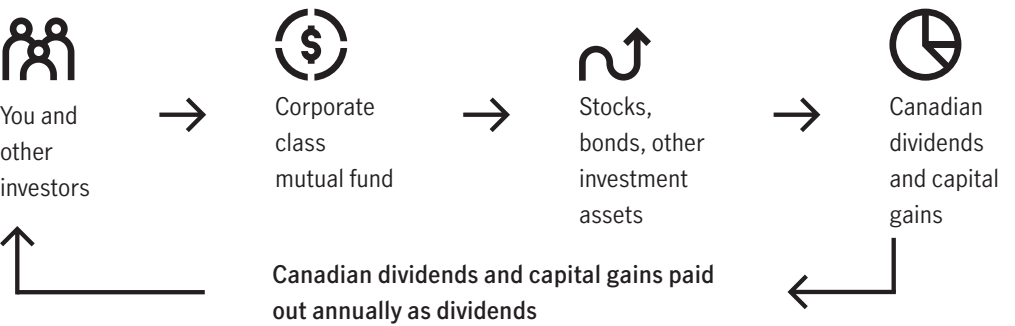 $
You and
other
investors
Corporate
class
mutual fund
Stocks,
bonds, other
investment
assets
Canadian
dividends
and capital
gains
Canadian dividends and capital gains paid
out annually as dividends